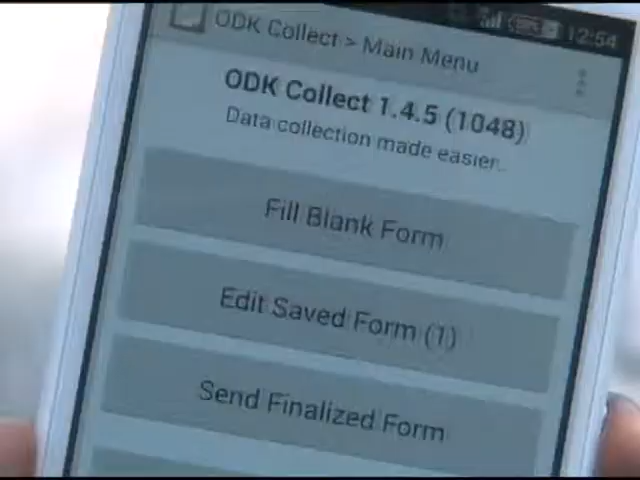 12:54
ODK Collect > Main Menu
ODK Collect 1.4.5 (1048)
Data collection made easier...
Fill Blank Form
Edit Saved Form (1)
Send Finalized Form